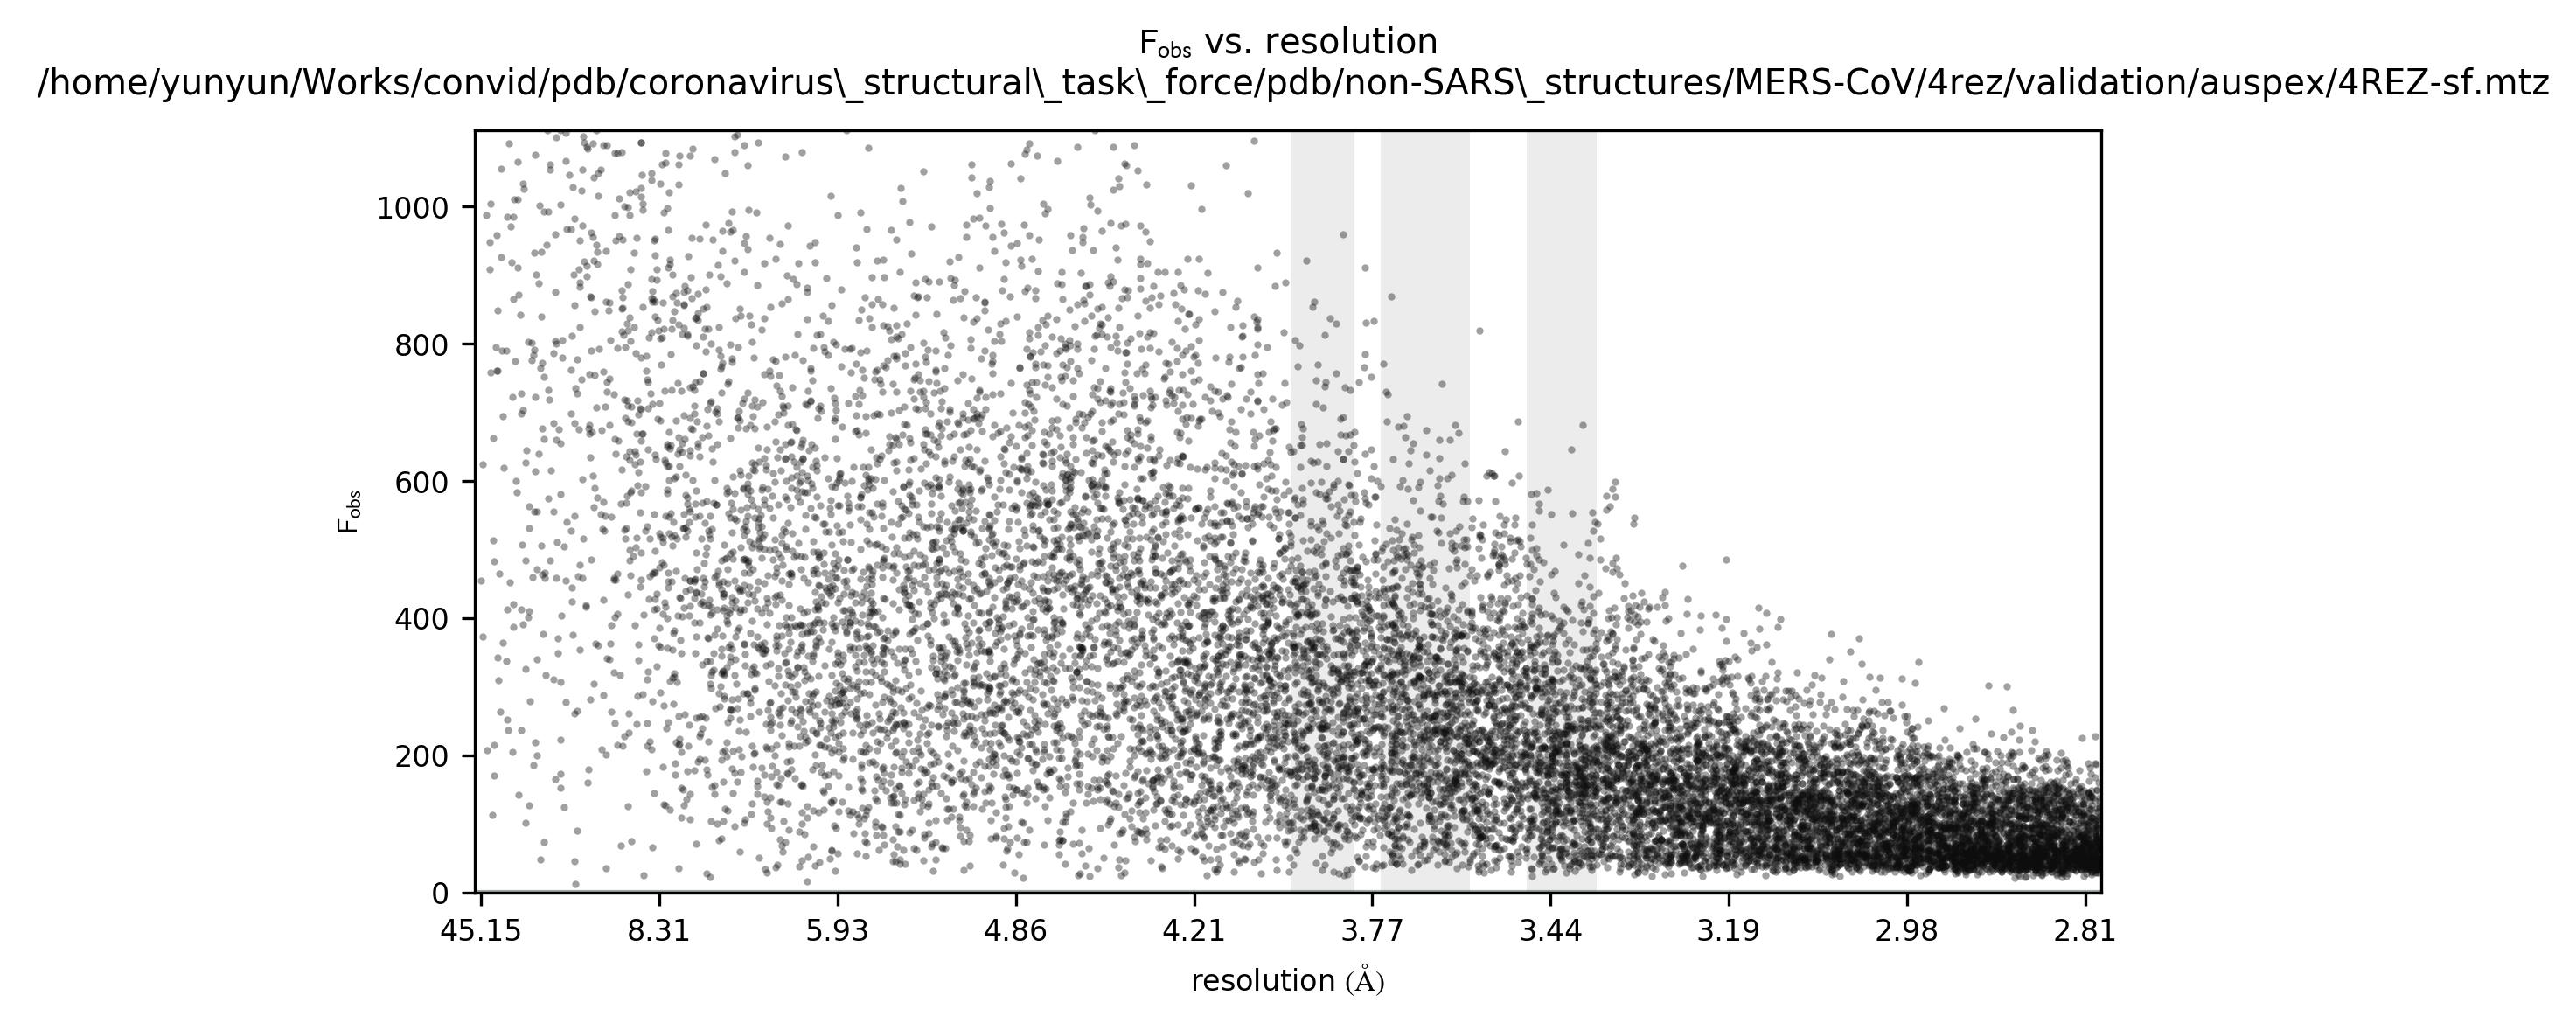 Fobs vs. resolution
/home/yunyun/Works/convid/pdb/coronavirus\_structural\_task\_force/pdb/non-SARS\_structures/MERS-CoV/4rez/validation/auspex/4REZ-sf.mtz
Fobs
1000
800
600
400
200
0
45.15 8.31 5.93 4.86 4.21 3.77 3.44 3.19 2.98 2.81
resolution (Å)